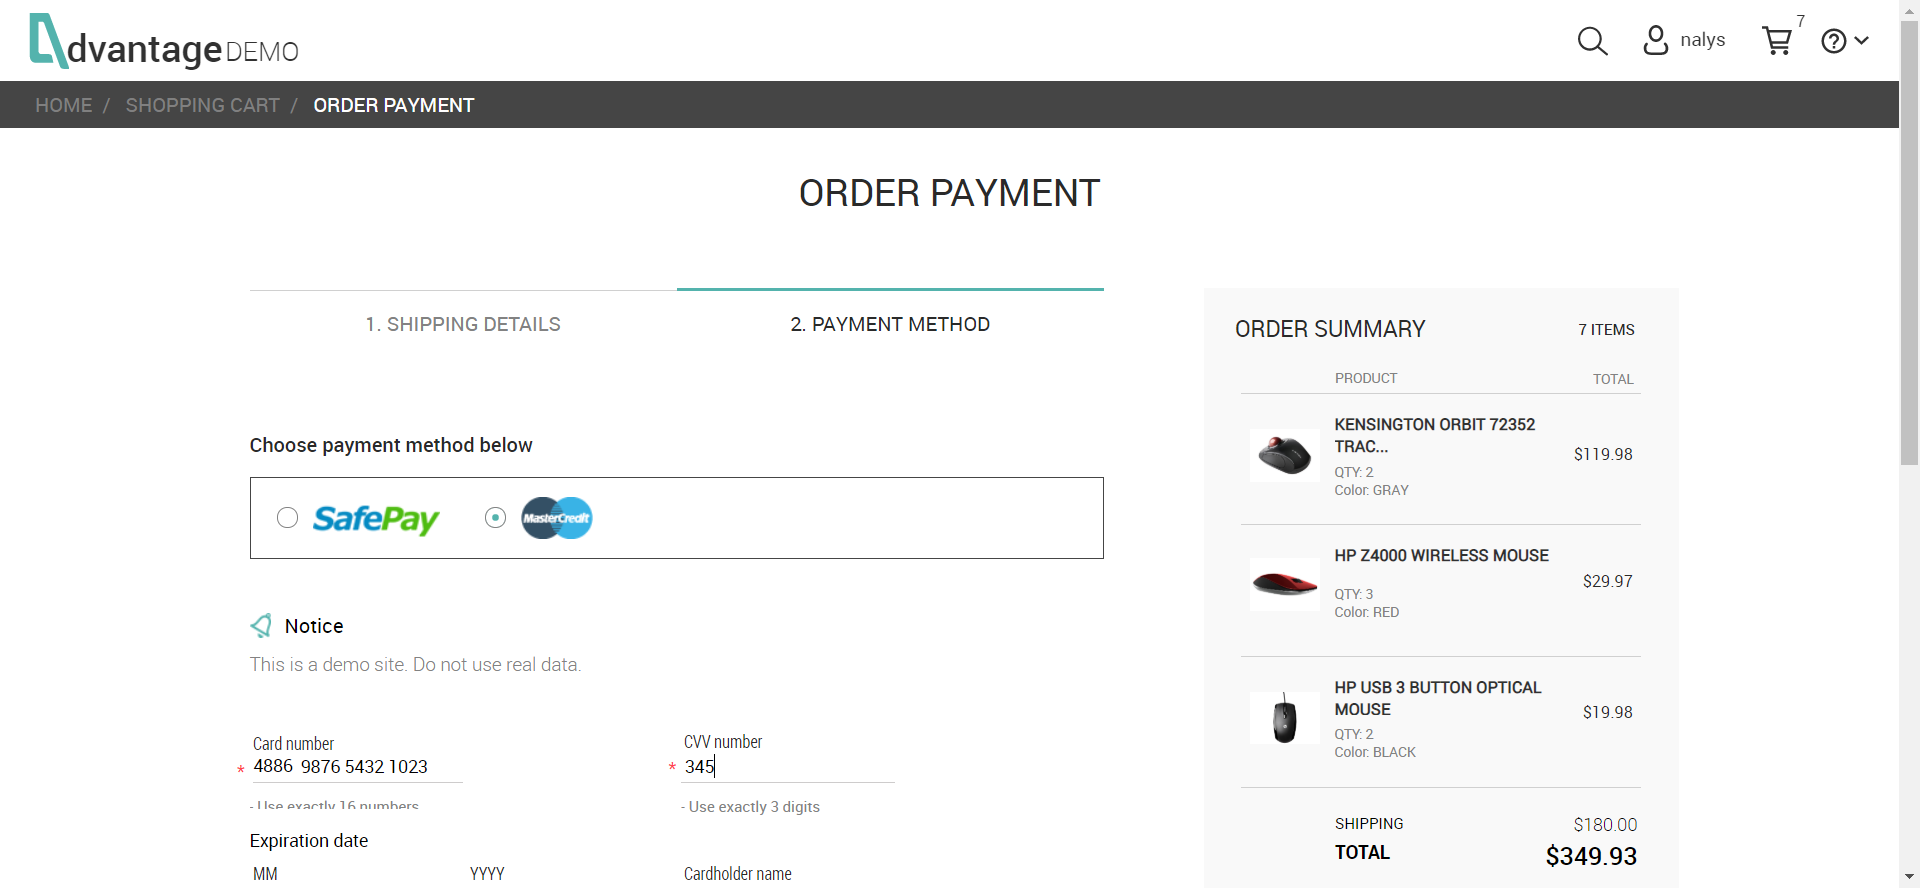 dvantage DEMO
nalys
7
HOME / SHOPPING CART / ORDER PAYMENT
ORDER PAYMENT
1. SHIPPING DETAILS
2. PAYMENT METHOD
Choose payment method below
SafePay
MasterCredit
Notice
This is a demo site. Do not use real data.
Card number
* 4886 9876 5432 1023
- Use exactly 16 numbers
CVV number
* 345
- Use exactly 3 digits
Expiration date
MM
YYYY
Cardholder name
ORDER SUMMARY
7 ITEMS
PRODUCT
TOTAL
KENSINGTON ORBIT 72352
TRAC...
QTY: 2
Color: GRAY
$119.98
HP Z4000 WIRELESS MOUSE
QTY: 3
Color: RED
$29.97
HP USB 3 BUTTON OPTICAL
MOUSE
QTY: 2
Color: BLACK
$19.98
SHIPPING
$180.00
TOTAL
$349.93